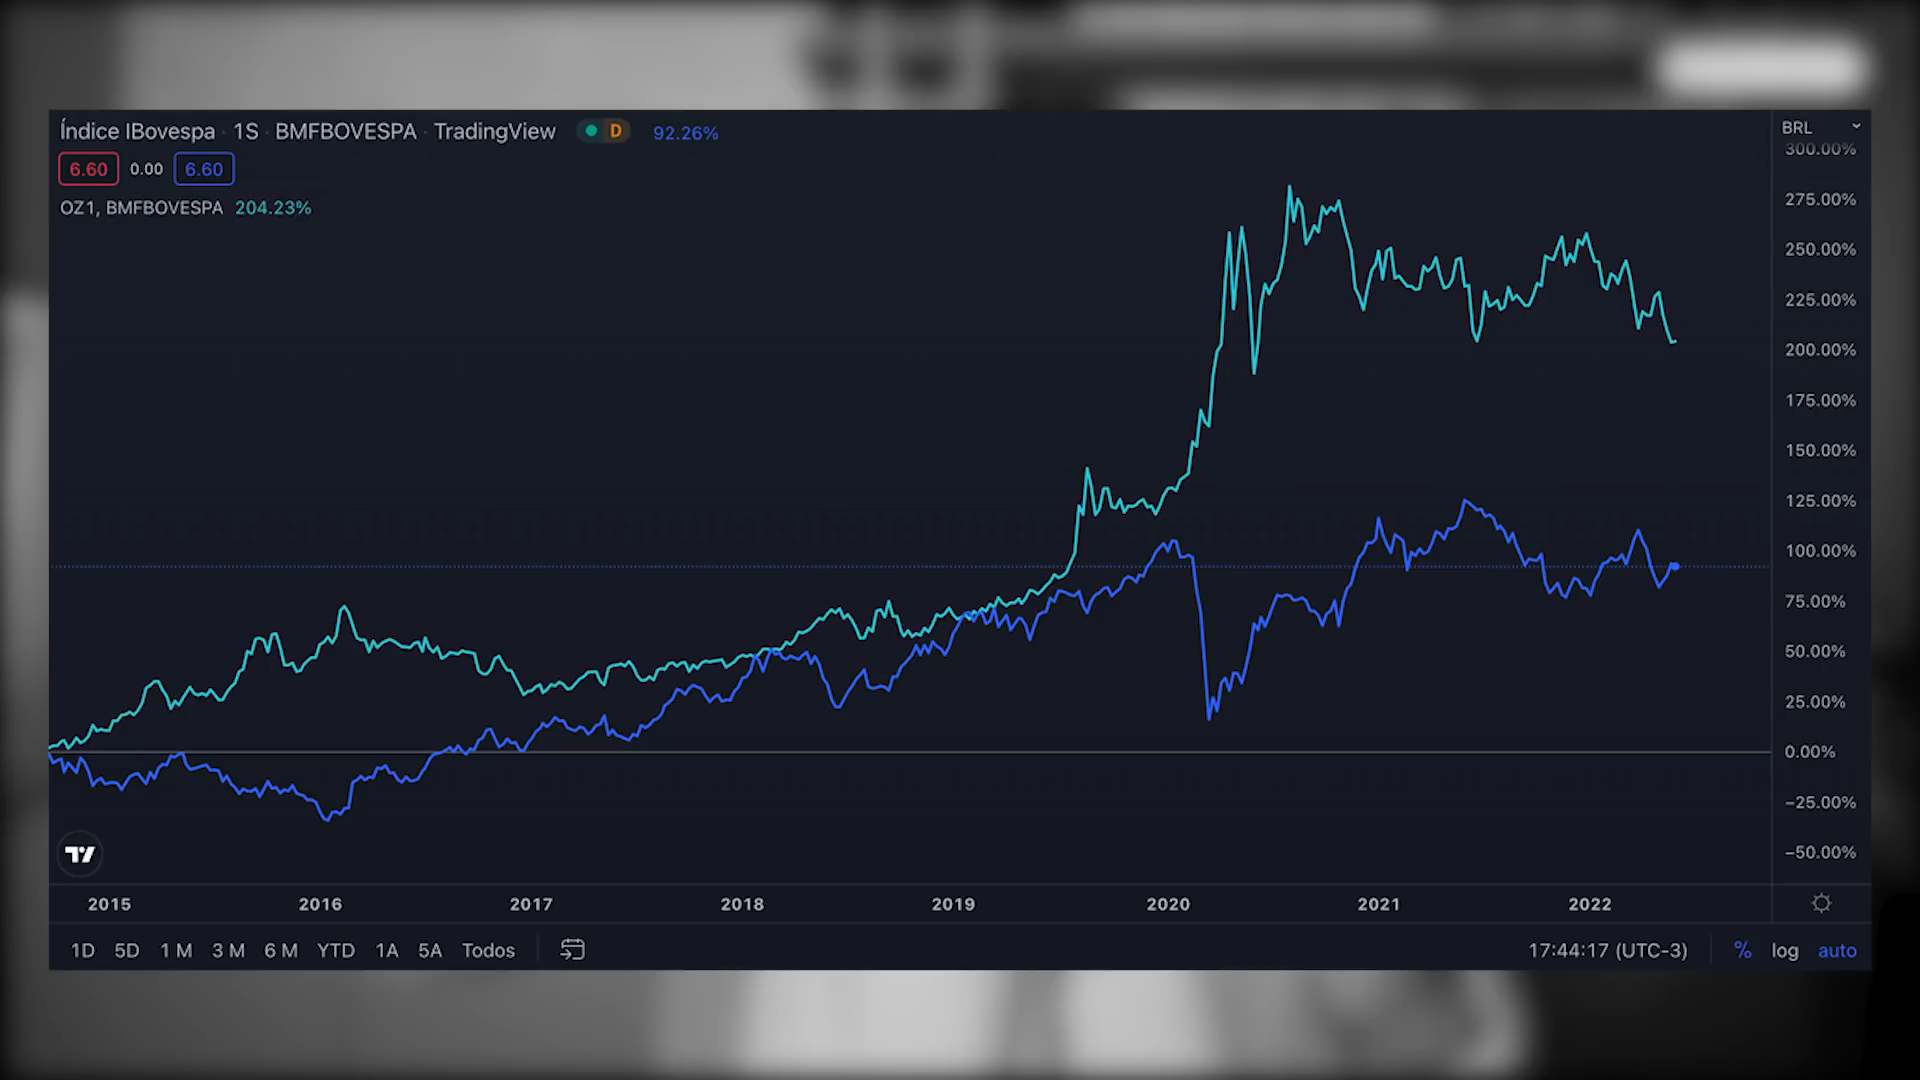 Índice IBovespa · 1S · BMFBOVESPA · TradingView D 92.26%
6.60 0.00 6.60
OZ1, BMFBOVESPA 204.23%
BRL
300.00%
275.00%
250.00%
225.00%
200.00%
175.00%
150.00%
125.00%
100.00%
75.00%
50.00%
25.00%
0.00%
−25.00%
−50.00%
2015 2016 2017 2018 2019 2020 2021 2022
1D 5D 1 M 3 M 6 M YTD 1A 5A Todos 17:44:17 (UTC-3) % log auto